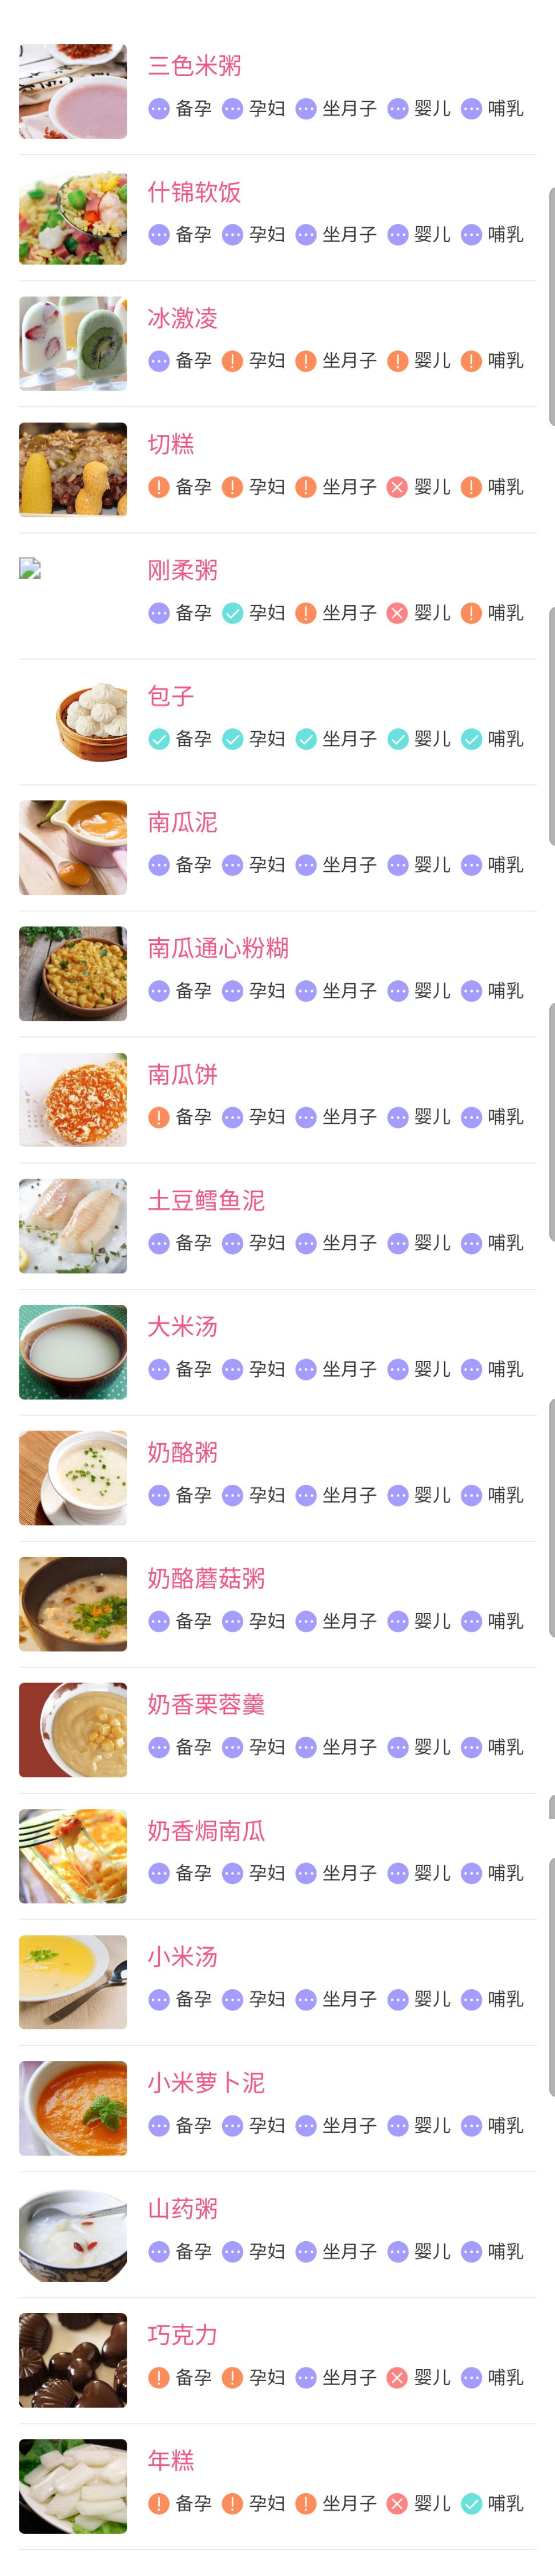 三色米粥
备孕 孕妇 坐月子 婴儿 哺乳
什锦软饭
备孕 孕妇 坐月子 婴儿 哺乳
冰激凌
备孕 孕妇 坐月子 婴儿 哺乳
切糕
备孕 孕妇 坐月子 婴儿 哺乳
刚柔粥
备孕 孕妇 坐月子 婴儿 哺乳
包子
备孕 孕妇 坐月子 婴儿 哺乳
南瓜泥
备孕 孕妇 坐月子 婴儿 哺乳
南瓜通心粉糊
备孕 孕妇 坐月子 婴儿 哺乳
南瓜饼
备孕 孕妇 坐月子 婴儿 哺乳
土豆鳕鱼泥
备孕 孕妇 坐月子 婴儿 哺乳
大米汤
备孕 孕妇 坐月子 婴儿 哺乳
奶酪粥
备孕 孕妇 坐月子 婴儿 哺乳
奶酪蘑菇粥
备孕 孕妇 坐月子 婴儿 哺乳
奶香栗蓉羹
备孕 孕妇 坐月子 婴儿 哺乳
奶香焗南瓜
备孕 孕妇 坐月子 婴儿 哺乳
小米汤
备孕 孕妇 坐月子 婴儿 哺乳
小米萝卜泥
备孕 孕妇 坐月子 婴儿 哺乳
山药粥
备孕 孕妇 坐月子 婴儿 哺乳
巧克力
备孕 孕妇 坐月子 婴儿 哺乳
年糕
备孕 孕妇 坐月子 婴儿 哺乳